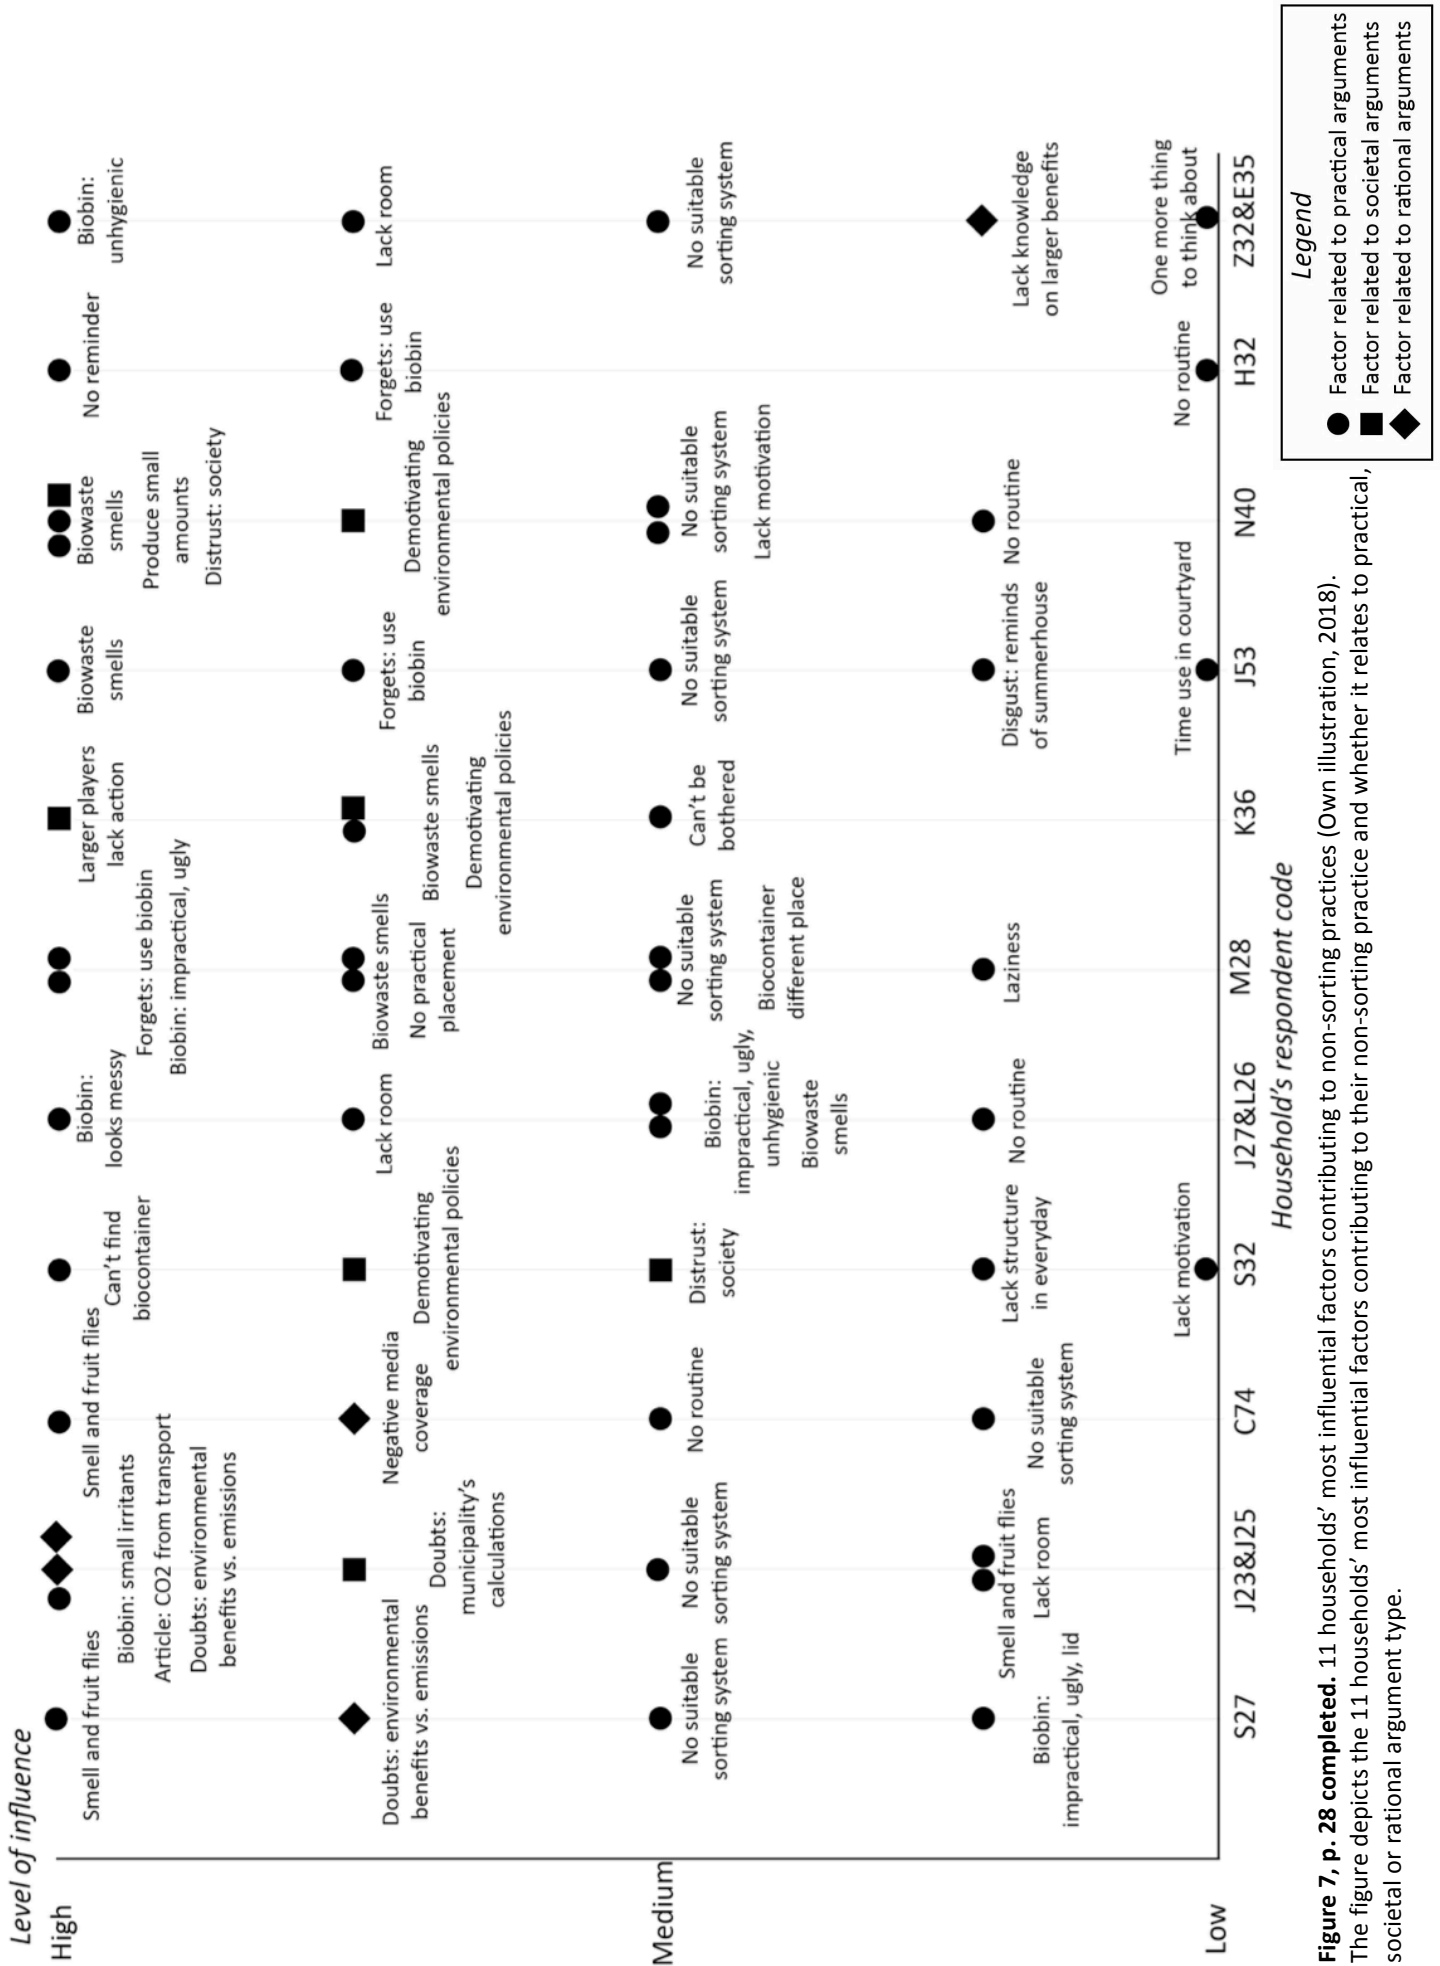 Level of influence
High
Smell and fruit flies
Biobin: small irritants
Article: CO2 from transport
Doubts: environmental
benefits vs. emissions
Smell and fruit flies
Can't find
biocontainer
Biobin:
looks messy
Forgets: use biobin
Biobin: impractical, ugly
Larger players
lack action
Biowaste
smells
Biowaste
smells
Produce small
amounts
Distrust: society
No reminder
Biobin:
unhygienic
Doubts: environmental
benefits vs. emissions
Doubts:
municipality's
calculations
Negative media
coverage
Demotivating
environmental policies
Lack room
Biowaste smells
No practical
placement
Biowaste smells
Demotivating
environmental policies
Forgets: use
biobin
Demotivating
environmental policies
Forgets: use
biobin
Lack room
Medium
No suitable
sorting system
No suitable
sorting system
No routine
Distrust:
society
Biobin:
impractical, ugly,
unhygienic
Biowaste
smells
No suitable
sorting system
Biocontainer
different place
Can't be
bothered
No suitable
sorting system
No suitable
sorting system
Lack motivation
No suitable
sorting system
Biobin:
impractical, ugly, lid
Smell and fruit flies
Lack room
No suitable
sorting system
Lack structure
in everyday
No routine
Laziness
Disgust: reminds
of summerhouse
No routine
Lack knowledge
on larger benefits
Low
Lack motivation
Time use in courtyard
No routine
One more thing
to think about
S27
J238&J25
C74
S32
J278&L26
M28
K36
J53
N40
H32
Z328&E35
Household's respondent code
Legend
Factor related to practical arguments
Factor related to societal arguments
Factor related to rational arguments
Figure 7, p. 28 completed. 11 households' most influential factors contributing to non-sorting practices (Own illustration, 2018).
The figure depicts the 11 households' most influential factors contributing to their non-sorting practice and whether it relates to practical,
societal or rational argument type.